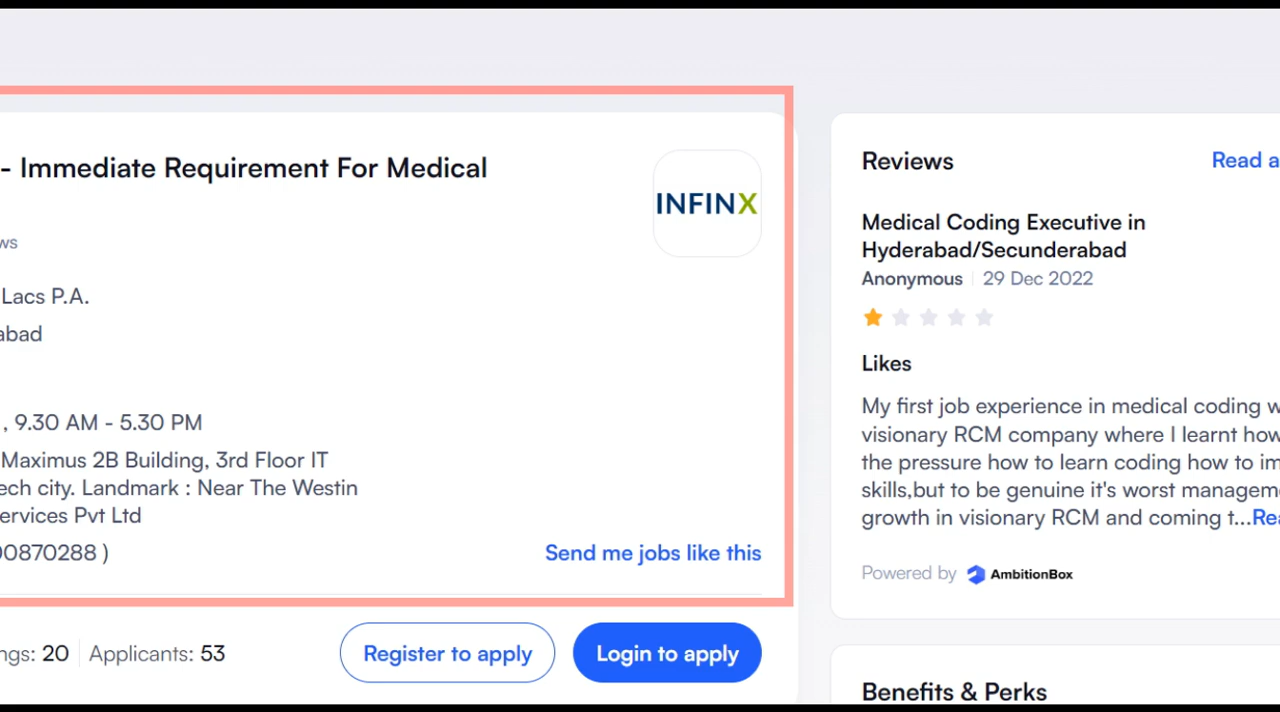 - Immediate Requirement For Medical
INFINX
ws
Lacs P.A.
abad
, 9.30 AM - 5.30 PM
Maximus 2B Building, 3rd Floor IT
ech city. Landmark : Near The Westin
ervices Pvt Ltd
00870288 )
Send me jobs like this
ngs: 20 Applicants: 53
Register to apply
Login to apply
Reviews
Read a
Medical Coding Executive in
Hyderabad/Secunderabad
Anonymous 29 Dec 2022
Likes
My first job experience in medical coding w
visionary RCM company where I learnt how
the pressure how to learn coding how to im
skills,but to be genuine it's worst managem
growth in visionary RCM and coming t...Rea
Powered by AmbitionBox
Benefits & Perks